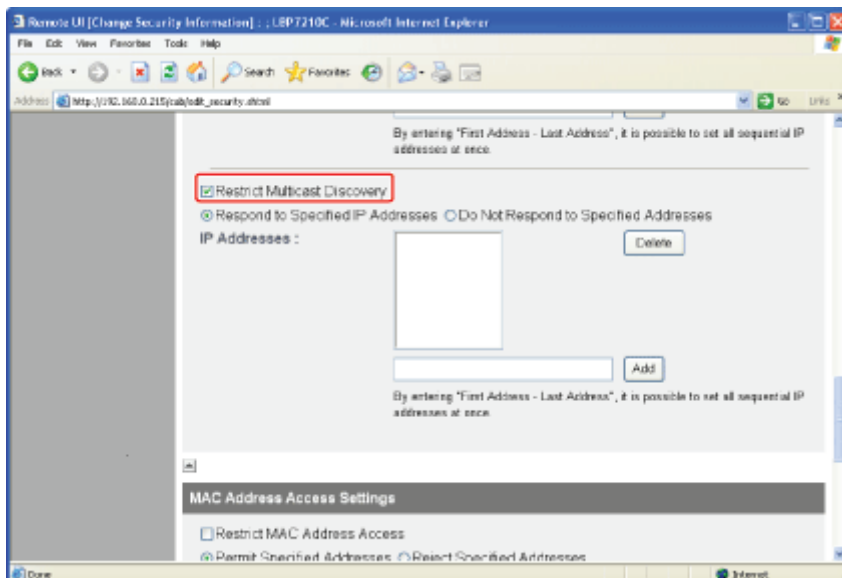 Remote UI [Change Security Information] : ; LBP7210C - Microsoft Internet Explorer
File Edit View Favorites Tools Help
Back Search Favorites
Address http://192.168.0.215/cab/edit_security.shtml Go Links
By entering "First Address - Last Address", it is possible to set all sequential IP
addresses at once.
Restrict Multicast Discovery
Respond to Specified IP Addresses Do Not Respond to Specified Addresses
IP Addresses : Delete
Add
By entering "First Address - Last Address", it is possible to set all sequential IP
addresses at once.
MAC Address Access Settings
Restrict MAC Address Access
Permit Specified Addresses Reject Specified Addresses
Done Internet